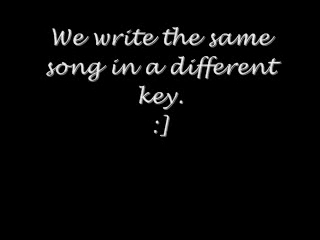 We write the same
song in a different
key.
:]